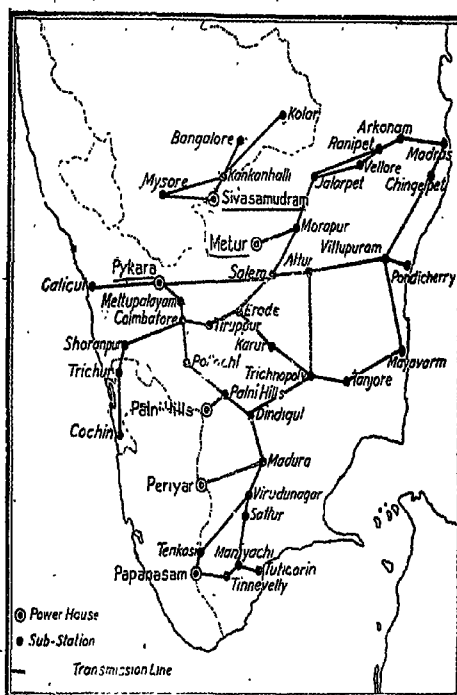 Kolar
Bangalore
Arkonam
Ranipet
Madras
Kankanhalli
Vellore
Chingelpet
Mysore
Jalarpet
Sivasamudram
Morapur
Metur
Villupuram
Pykara
Salem
Attur
Pondicherry
Calicut
Mettupalayam
Coimbatore
Erode
Tiruppur
Shoranpur
Karur
Mayavarm
Pollachi
Trichur
Trichnopoly
Tanjore
Palni Hills
Palni Hills
Dindigul
Cochin
Madura
Periyar
Virudunagar
Sattur
Tenkasi
Maniyachi
Tuticorin
Papanasam
Tinnevelly
Power House
Sub-Station
Transmission Line